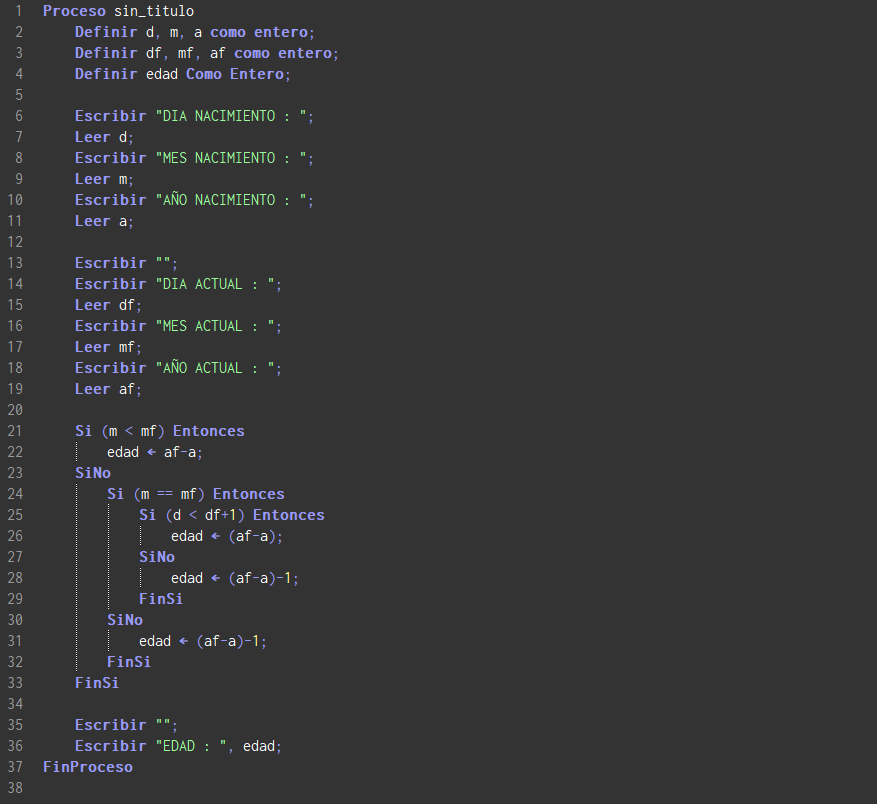 1 Proceso sin_titulo
2 Definir d, m, a como entero;
3 Definir df, mf, af como entero;
4 Definir edad Como Entero;
5
6 Escribir "DIA NACIMIENTO : ";
7 Leer d;
8 Escribir "MES NACIMIENTO : ";
9 Leer m;
10 Escribir "AÑO NACIMIENTO : ";
11 Leer a;
12
13 Escribir "";
14 Escribir "DIA ACTUAL : ";
15 Leer df;
16 Escribir "MES ACTUAL : ";
17 Leer mf;
18 Escribir "AÑO ACTUAL : ";
19 Leer af;
20
21 Si (m < mf) Entonces
22 edad ← af-a;
23 SiNo
24 Si (m == mf) Entonces
25 Si (d < df+1) Entonces
26 edad ← (af-a);
27 SiNo
28 edad ← (af-a)-1;
29 FinSi
30 SiNo
31 edad ← (af-a)-1;
32 FinSi
33 FinSi
34
35 Escribir "";
36 Escribir "EDAD : ", edad;
37 FinProceso
38